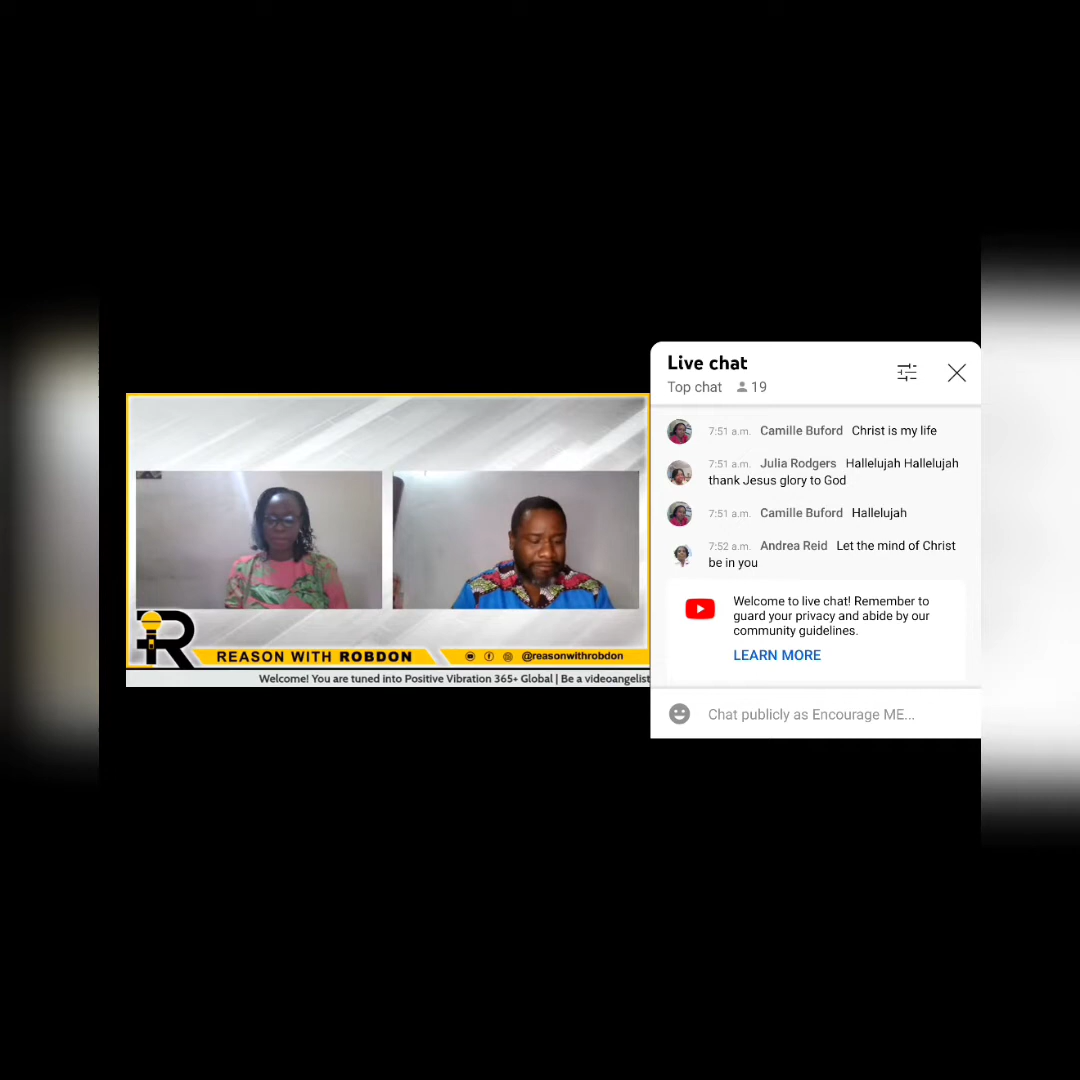 R
REASON WITH ROBDON
@reasonwithrobdon
Welcome! You are tuned into Positive Vibration 365+ Global | Be a videoangelist
Live chat
Top chat 19
7:51 a.m. Camille Buford Christ is my life
7:51 a.m. Julia Rodgers Hallelujah Hallelujah
thank Jesus glory to God
7:51 a.m. Camille Buford Hallelujah
7:52 a.m. Andrea Reid Let the mind of Christ
be in you
Welcome to live chat! Remember to
guard your privacy and abide by our
community guidelines.
LEARN MORE
Chat publicly as Encourage ME...